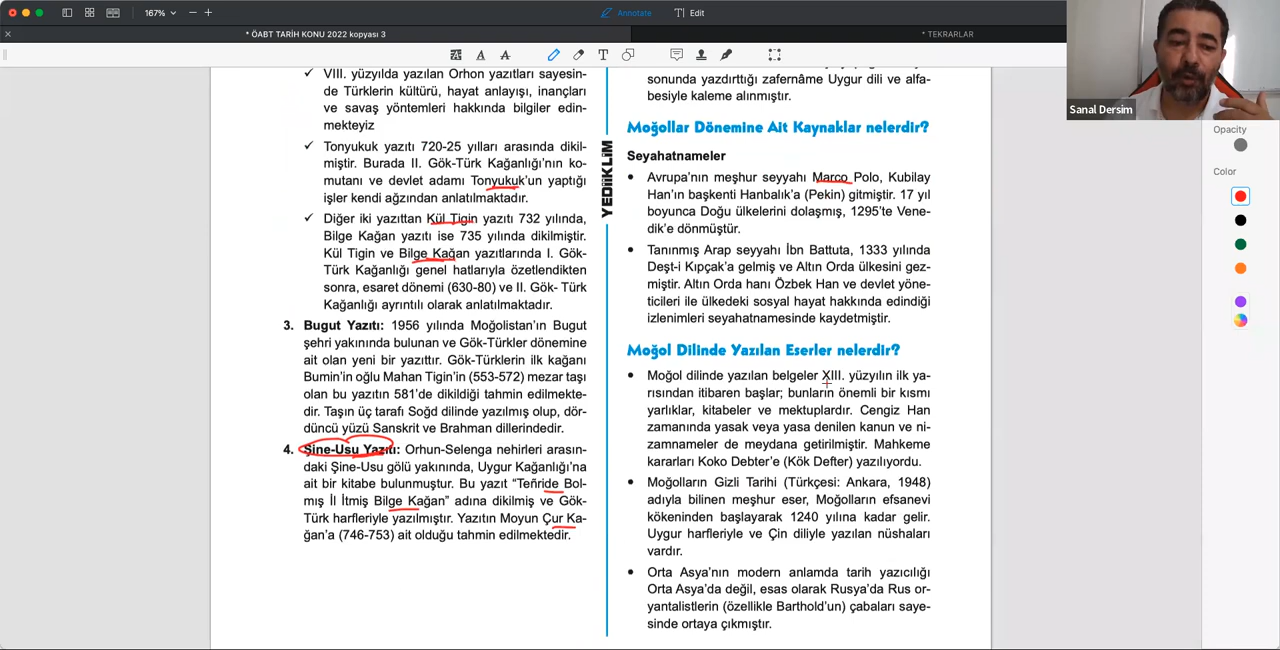 167%
Annotate
Edit
* ÖABT TARİH KONU 2022 kopyası 3
* TEKRARLAR
Sanal Dersim
Opacity
Color
✓ VIII. yüzyılda yazılan Orhon yazıtları sayesin-
de Türklerin kültürü, hayat anlayışı, inançları
ve savaş yöntemleri hakkında bilgiler edin-
mekteyiz
✓ Tonyukuk yazıti 720-25 yılları arasında dikil-
miştir. Burada II. Gök-Türk Kağanlığı'nın ko-
mutanı ve devlet adamı Tonyukuk'un yaptığı
işler kendi ağzından anlatılmaktadır.
✓ Diğer iki yazıttan Kül Tigin yazıtı 732 yılında,
Bilge Kağan yazıtı ise 735 yılında dikilmiştir.
Kül Tigin ve Bilge Kağan yazıtlarında I. Gök-
Türk Kağanlığı genel hatlarıyla özetlendikten
sonra, esaret dönemi (630-80) ve II. Gök- Türk
Kağanlığı ayrıntılı olarak anlatılmaktadır.
3. Bugut Yazıtı: 1956 yılında Moğolistan'ın Bugut
şehri yakınında bulunan ve Gök-Türkler dönemine
ait olan yeni bir yazıttır. Gök-Türklerin ilk kağanı
Bumin'in oğlu Mahan Tigin'in (553-572) mezar taşı
olan bu yazıtın 581'de dikildiği tahmin edilmekte-
dir. Taşın üç tarafı Soğd dilinde yazılmış olup, dör-
düncü yüzü Sanskrit ve Brahman dillerindedir.
4. Şine-Usu Yazıtı: Orhun-Selenga nehirleri arasın-
daki Şine-Usu gölü yakınında, Uygur Kağanlığı'na
ait bir kitabe bulunmuştur. Bu yazıt “Teñride Bol-
mış İl İtmiş Bilge Kağan” adına dikilmiş ve Gök-
Türk harfleriyle yazılmıştır. Yazıtın Moyun Çur Ka-
ğan'a (746-753) ait olduğu tahmin edilmektedir.
YEDİİKLİM
sonunda yazdırttığı zafernâme Uygur dili ve alfa-
besiyle kaleme alınmıştır.
Moğollar Dönemine Ait Kaynaklar nelerdir?
Seyahatnameler
• Avrupa'nın meşhur seyyahı Marco Polo, Kubilay
Han'ın başkenti Hanbalık'a (Pekin) gitmiştir. 17 yıl
boyunca Doğu ülkelerini dolaşmış, 1295'te Vene-
dik'e dönmüştür.
• Tanınmış Arap seyyahı İbn Battuta, 1333 yılında
Deşt-i Kıpçak'a gelmiş ve Altın Orda ülkesini gez-
miştir. Altın Orda hanı Özbek Han ve devlet yöne-
ticileri ile ülkedeki sosyal hayat hakkında edindiği
izlenimleri seyahatnamesinde kaydetmiştir.
Moğol Dilinde Yazılan Eserler nelerdir?
• Moğol dilinde yazılan belgeler XIII. yüzyılın ilk ya-
rısından itibaren başlar; bunların önemli bir kısmı
yarlıklar, kitabeler ve mektuplardır. Cengiz Han
zamanında yasak veya yasa denilen kanun ve ni-
zamnameler de meydana getirilmiştir. Mahkeme
kararları Koko Debter'e (Kök Defter) yazılıyordu.
• Moğolların Gizli Tarihi (Türkçesi: Ankara, 1948)
adıyla bilinen meşhur eser, Moğolların efsanevi
kökeninden başlayarak 1240 yılına kadar gelir.
Uygur harfleriyle ve Çin diliyle yazılan nüshaları
vardır.
• Orta Asya'nın modern anlamda tarih yazıcılığı
Orta Asya'da değil, esas olarak Rusya'da Rus or-
yantalistlerin (özellikle Barthold'un) çabaları saye-
sinde ortaya çıkmıştır.